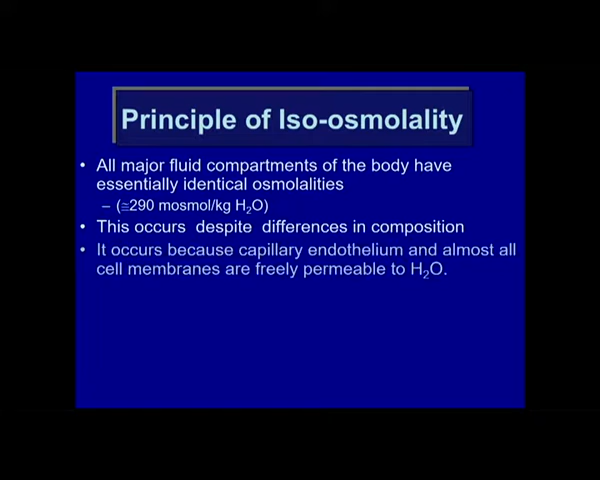 Principle of Iso-osmolality
• All major fluid compartments of the body have
essentially identical osmolalities
– (≅290 mosmol/kg H₂O)
• This occurs despite differences in composition
• It occurs because capillary endothelium and almost all
cell membranes are freely permeable to H₂O.